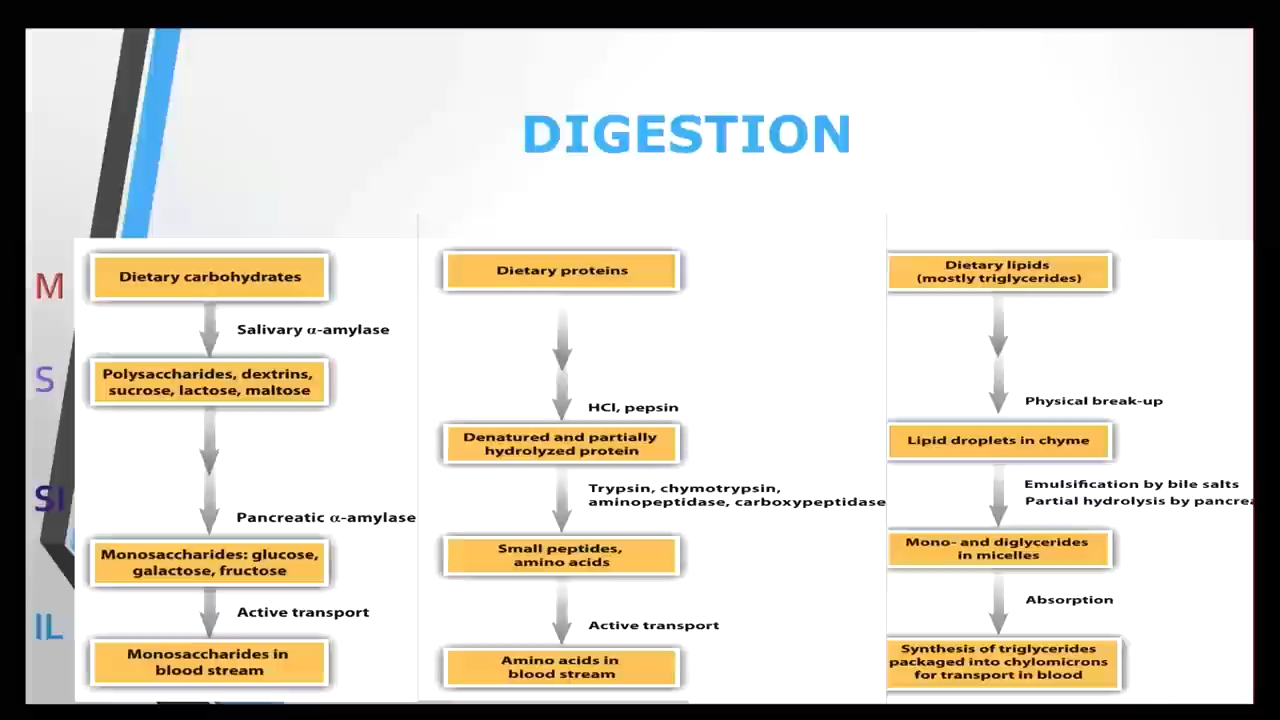 DIGESTION
M
S
SI
IL
Dietary carbohydrates
Salivary α-amylase
Polysaccharides, dextrins,
sucrose, lactose, maltose
Pancreatic α-amylase
Monosaccharides: glucose,
galactose, fructose
Active transport
Monosaccharides in
blood stream
Dietary proteins
HCl, pepsin
Denatured and partially
hydrolyzed protein
Trypsin, chymotrypsin,
aminopeptidase, carboxypeptidase
Small peptides,
amino acids
Active transport
Amino acids in
blood stream
Dietary lipids
(mostly triglycerides)
Physical break-up
Lipid droplets in chyme
Emulsification by bile salts
Partial hydrolysis by
Mono- and diglycerides
in micelles
Absorption
Synthesis of triglycerides
packaged into chylomicrons
for transport in blood